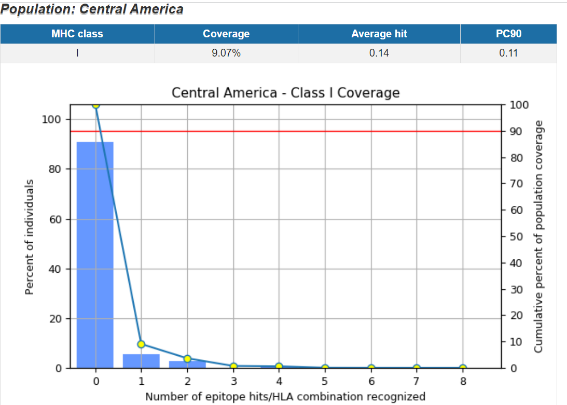 Population: Central America
MHC class Coverage Average hit PC90
I 9.07% 0.14 0.11
Central America - Class I Coverage
100 100
90
80 80
70
60 60
50
40 40
30
20 20
10
0 0
Percent of individuals
Cumulative percent of population coverage
0 1 2 3 4 5 6 7 8
Number of epitope hits/HLA combination recognized